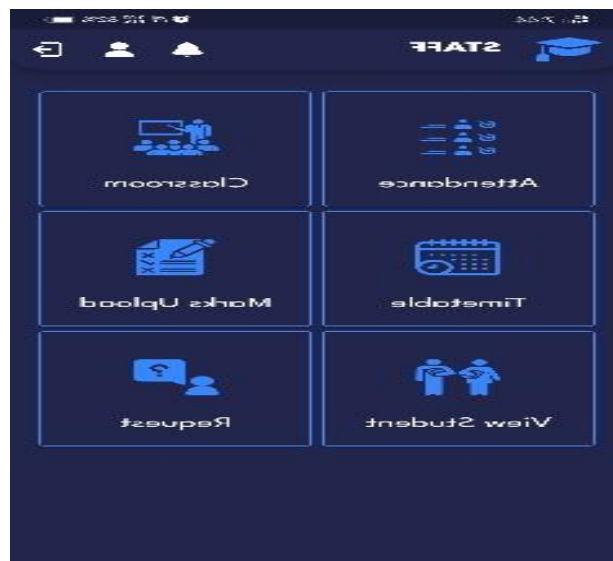 STAFF
Attendance
Classroom
Timetable
Marks Upload
View Student
Request